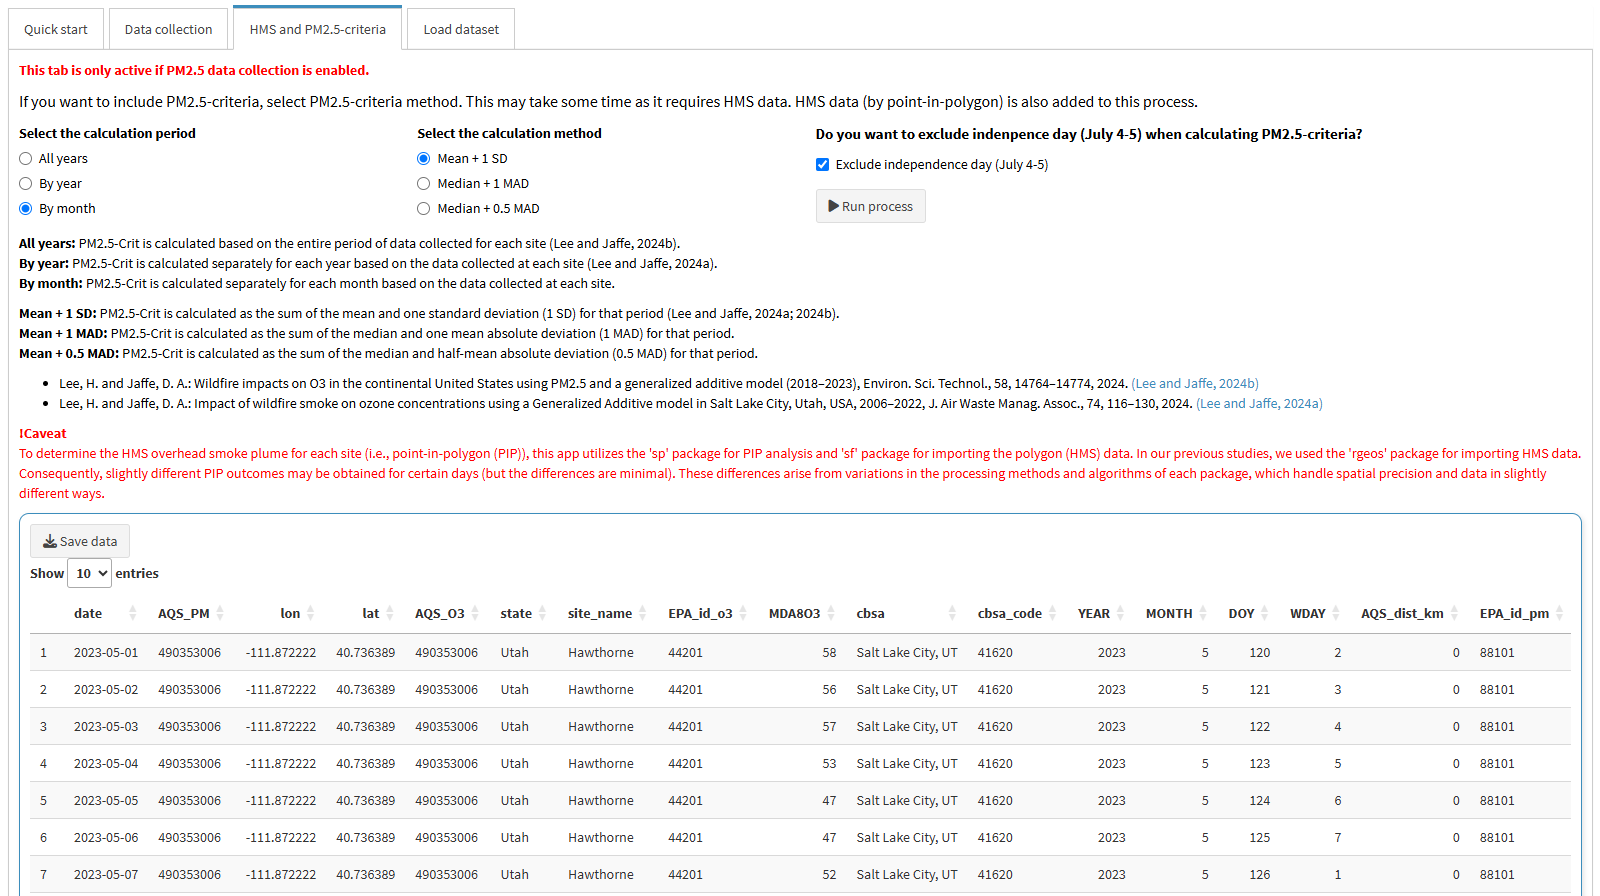 Quick start Data collection HMS and PM2.5-criteria Load dataset
This tab is only active if PM2.5 data collection is enabled.
If you want to include PM2.5-criteria, select PM2.5-criteria method. This may take some time as it requires HMS data. HMS data (by point-in-polygon) is also added to this process.
Select the calculation period
All years
By year
By month
Select the calculation method
Mean + 1 SD
Median + 1 MAD
Median + 0.5 MAD
Do you want to exclude indenpence day (July 4-5) when calculating PM2.5-criteria?
Exclude independence day (July 4-5)
Run process
All years: PM2.5-Crit is calculated based on the entire period of data collected for each site (Lee and Jaffe, 2024b).
By year: PM2.5-Crit is calculated separately for each year based on the data collected at each site (Lee and Jaffe, 2024a).
By month: PM2.5-Crit is calculated separately for each month based on the data collected at each site.
Mean + 1 SD: PM2.5-Crit is calculated as the sum of the mean and one standard deviation (1 SD) for that period (Lee and Jaffe, 2024a; 2024b).
Mean + 1 MAD: PM2.5-Crit is calculated as the sum of the median and one mean absolute deviation (1 MAD) for that period.
Mean + 0.5 MAD: PM2.5-Crit is calculated as the sum of the median and half-mean absolute deviation (0.5 MAD) for that period.
• Lee, H. and Jaffe, D. A.: Wildfire impacts on O3 in the continental United States using PM2.5 and a generalized additive model (2018–2023), Environ. Sci. Technol., 58, 14764–14774, 2024. (Lee and Jaffe, 2024b)
• Lee, H. and Jaffe, D. A.: Impact of wildfire smoke on ozone concentrations using a Generalized Additive model in Salt Lake City, Utah, USA, 2006–2022, J. Air Waste Manag. Assoc., 74, 116–130, 2024. (Lee and Jaffe, 2024a)
!Caveat
To determine the HMS overhead smoke plume for each site (i.e., point-in-polygon (PIP)), this app utilizes the 'sp' package for PIP analysis and 'sf' package for importing the polygon (HMS) data. In our previous studies, we used the 'rgeos' package for importing HMS data.
Consequently, slightly different PIP outcomes may be obtained for certain days (but the differences are minimal). These differences arise from variations in the processing methods and algorithms of each package, which handle spatial precision and data in slightly
different ways.
Save data
Show 10 entries
date AQS_PM lon lat AQS_O3 state site_name EPA_id_o3 MDA8O3 cbsa cbsa_code YEAR MONTH DOY WDAY AQS_dist_km EPA_id_pm
1 2023-05-01 490353006 -111.872222 40.736389 490353006 Utah Hawthorne 44201 58 Salt Lake City, UT 41620 2023 5 120 2 0 88101
2 2023-05-02 490353006 -111.872222 40.736389 490353006 Utah Hawthorne 44201 56 Salt Lake City, UT 41620 2023 5 121 3 0 88101
3 2023-05-03 490353006 -111.872222 40.736389 490353006 Utah Hawthorne 44201 57 Salt Lake City, UT 41620 2023 5 122 4 0 88101
4 2023-05-04 490353006 -111.872222 40.736389 490353006 Utah Hawthorne 44201 53 Salt Lake City, UT 41620 2023 5 123 5 0 88101
5 2023-05-05 490353006 -111.872222 40.736389 490353006 Utah Hawthorne 44201 47 Salt Lake City, UT 41620 2023 5 124 6 0 88101
6 2023-05-06 490353006 -111.872222 40.736389 490353006 Utah Hawthorne 44201 47 Salt Lake City, UT 41620 2023 5 125 7 0 88101
7 2023-05-07 490353006 -111.872222 40.736389 490353006 Utah Hawthorne 44201 52 Salt Lake City, UT 41620 2023 5 126 1 0 88101